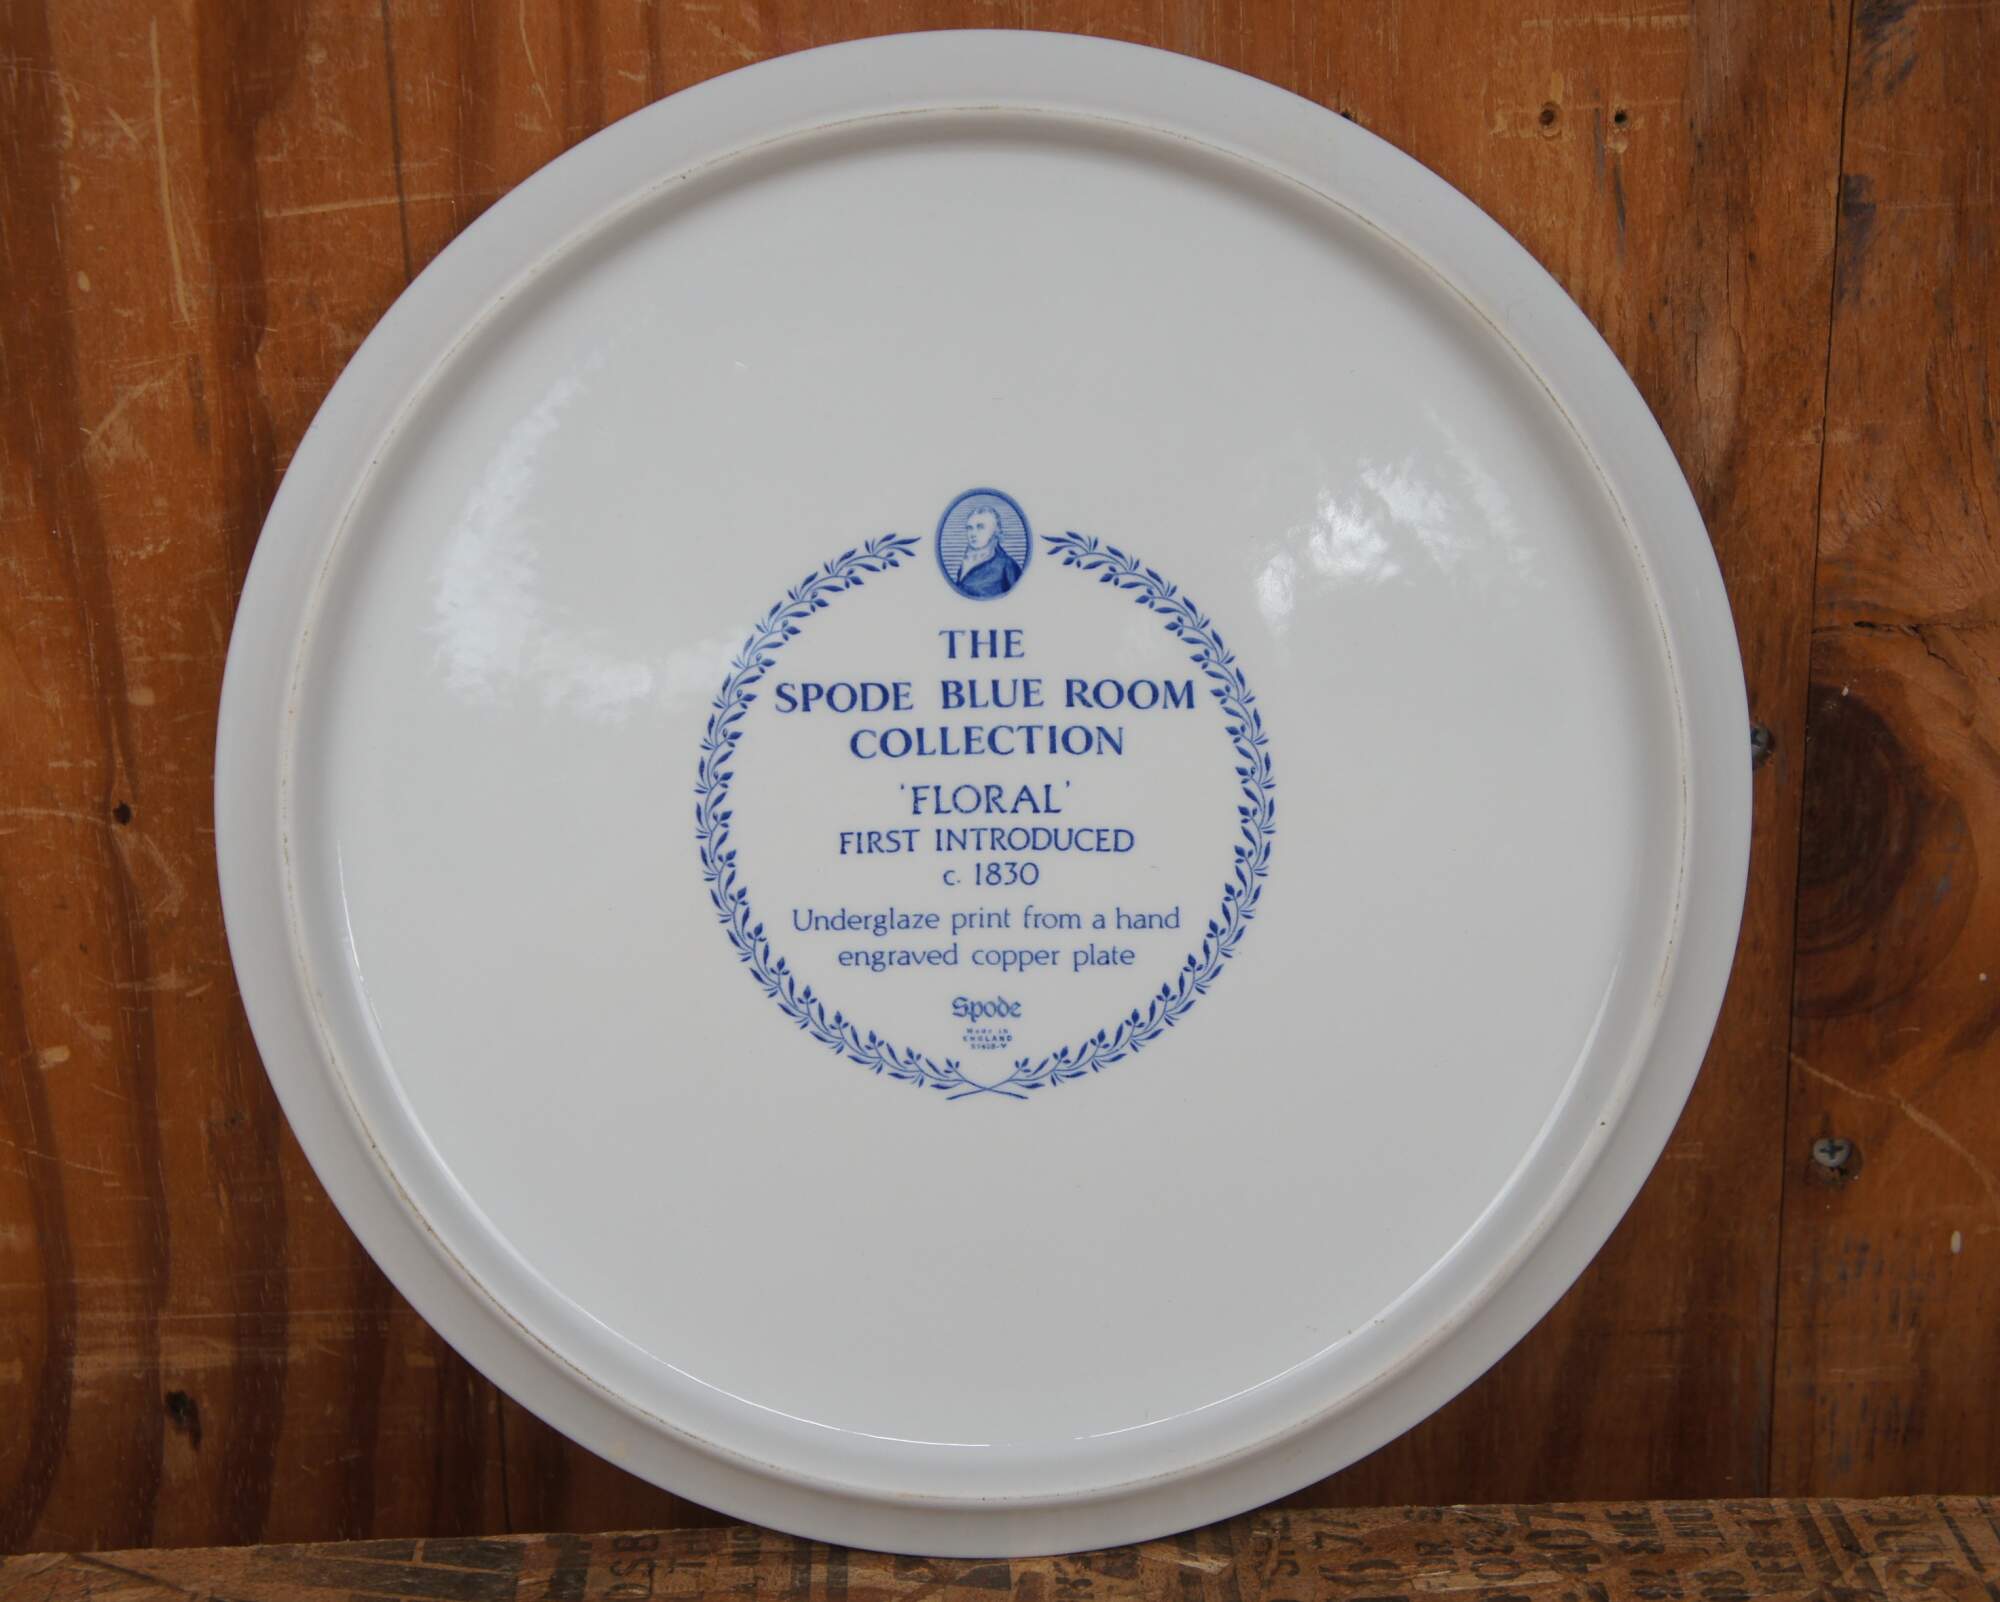 THE
SPODE BLUE ROOM
COLLECTION
'FLORAL'
FIRST INTRODUCED
c. 1830
Underglaze print from a hand
engraved copper plate
Spode
Made in
ENGLAND